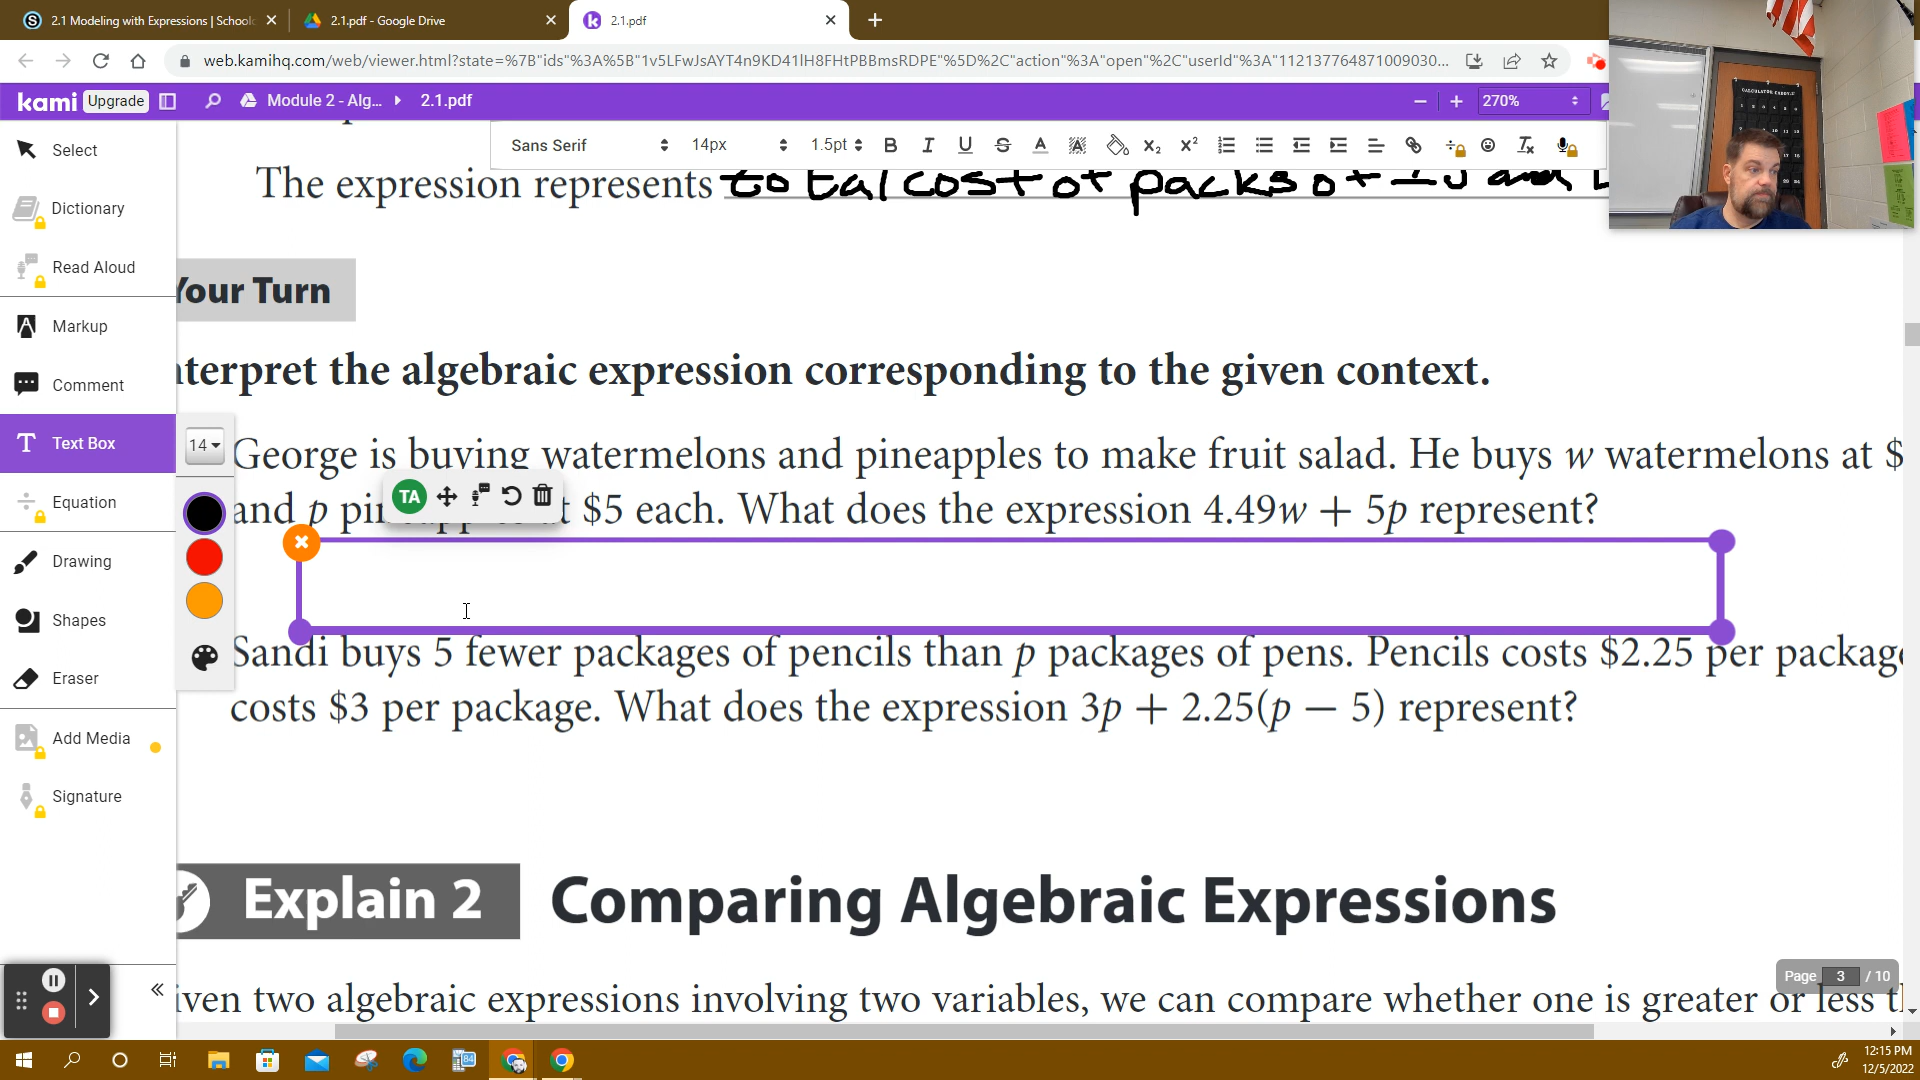 2.1 Modeling with Expressions | Schoolo
2.1.pdf - Google Drive
2.1.pdf
web.kamihq.com/web/viewer.html?state=%7B"ids"%3A%5B"1v5LFwJsAYT4n9KD41lH8FHtPBBmsRDPE"%5D%2C"action"%3A"open"%2C"userId"%3A"112137764871009030...
kami Upgrade
Module 2 - Alg...
2.1.pdf
270%
Sans Serif
14px
1.5pt
Select
Dictionary
Read Aloud
Markup
Comment
Text Box
14
Equation
Drawing
Shapes
Eraser
Add Media
Signature
The expression represents total cost of packs of
Your Turn
nterpret the algebraic expression corresponding to the given context.
George is buying watermelons and pineapples to make fruit salad. He buys w watermelons at $
and p pineapples at $5 each. What does the expression 4.49w + 5p represent?
TA
Sandi buys 5 fewer packages of pencils than p packages of pens. Pencils costs $2.25 per package
costs $3 per package. What does the expression 3p + 2.25(p − 5) represent?
Explain 2
Comparing Algebraic Expressions
iven two algebraic expressions involving two variables, we can compare whether one is greater or less t
Page 3 / 10
12:15 PM
12/5/2022